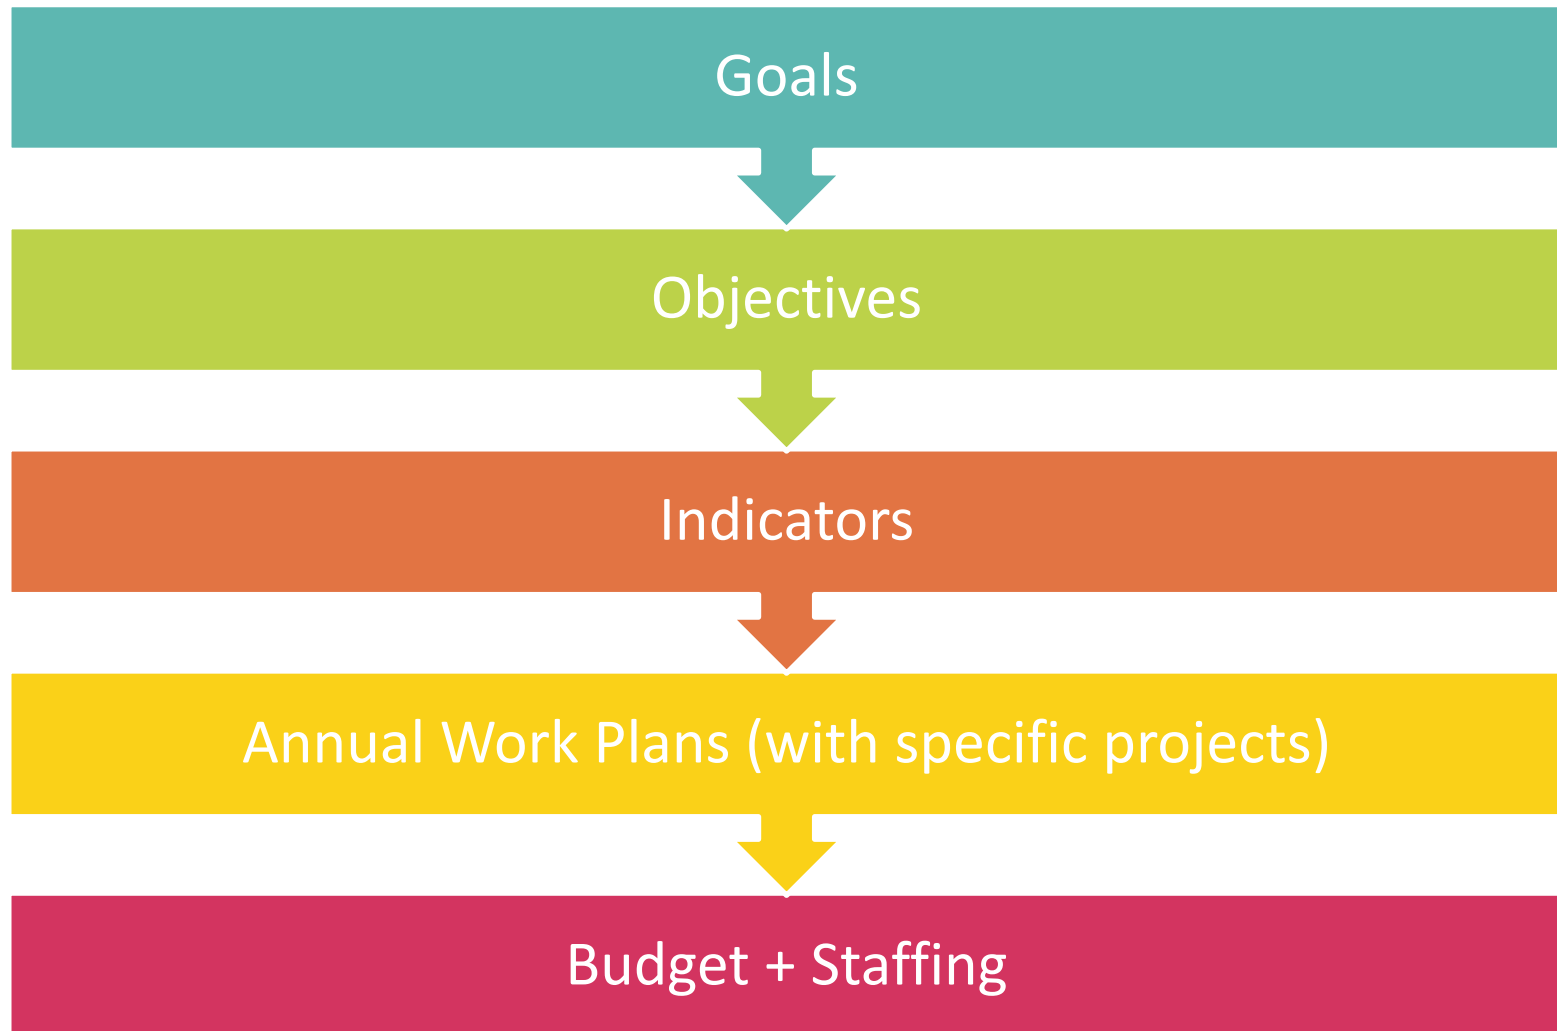 Goals
Objectives
Indicators
Annual Work Plans (with specific projects)
Budget + Staffing